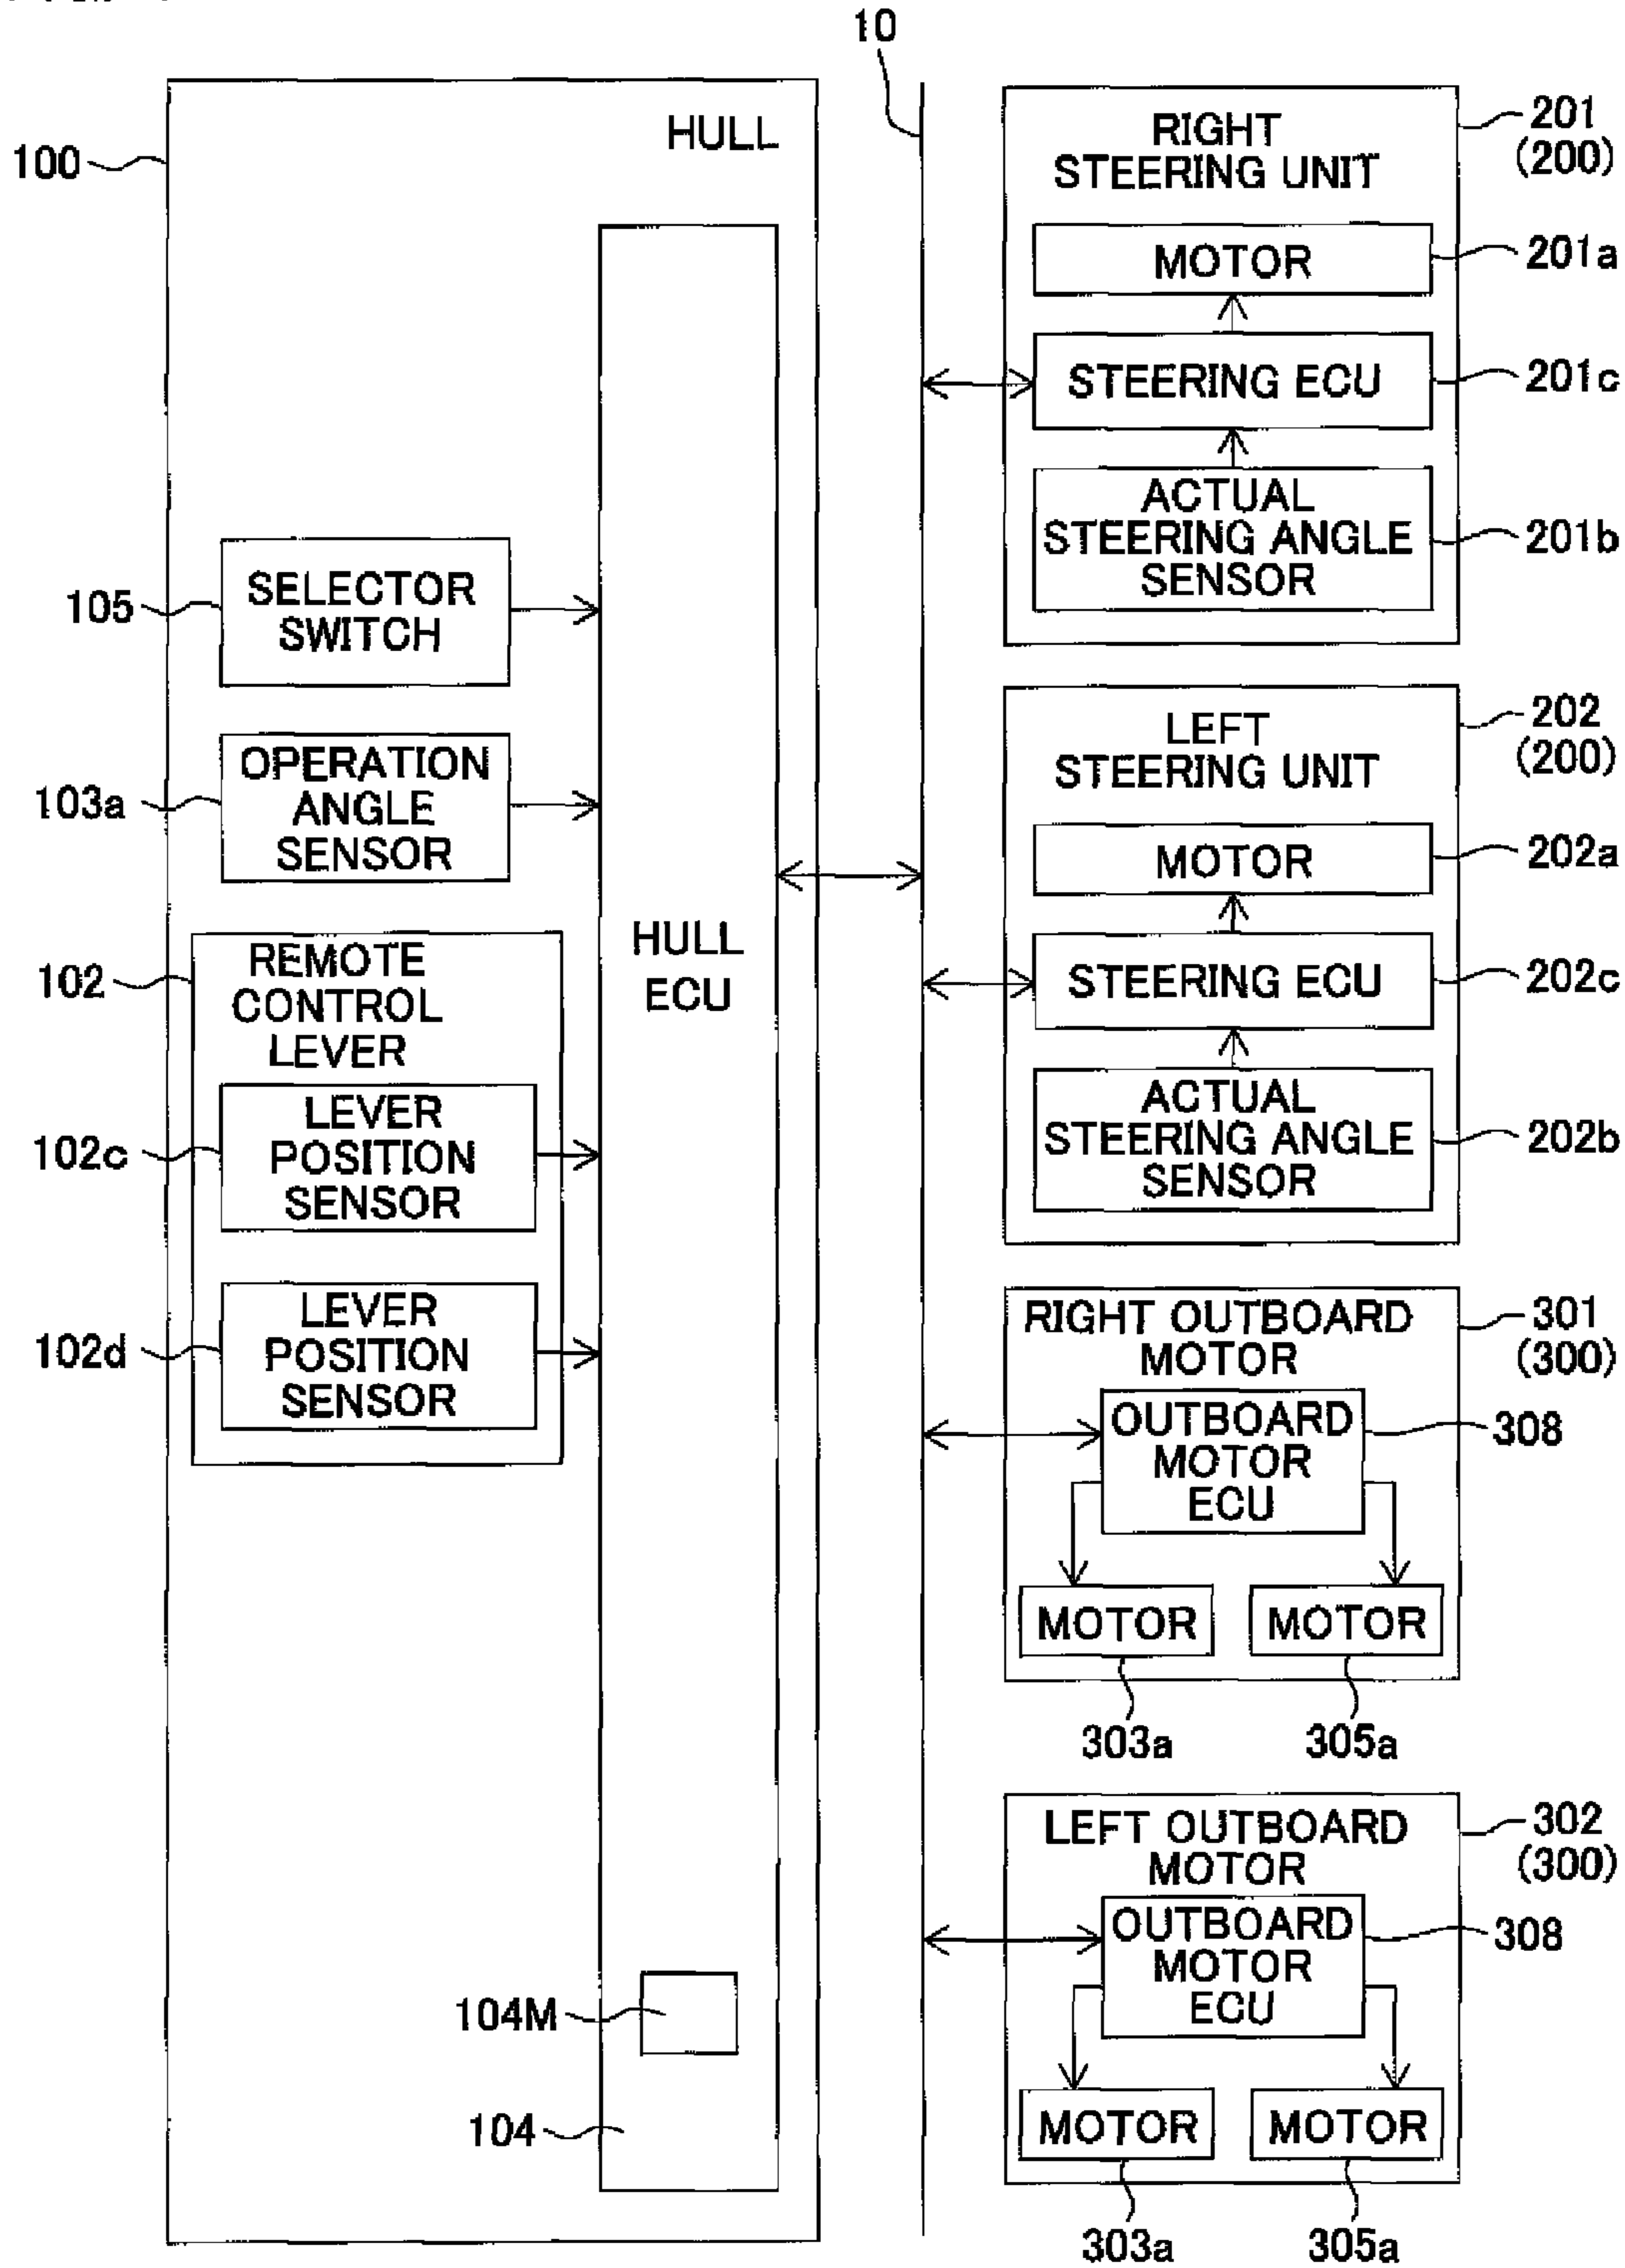 10
HULL
100
HULL
ECU
SELECTOR
SWITCH
105
OPERATION
ANGLE
SENSOR
103a
REMOTE
CONTROL
LEVER
102
LEVER
POSITION
SENSOR
102c
LEVER
POSITION
SENSOR
102d
104M
104
RIGHT
STEERING UNIT
201
(200)
MOTOR
201a
STEERING ECU
201c
ACTUAL
STEERING ANGLE
SENSOR
201b
LEFT
STEERING UNIT
202
(200)
MOTOR
202a
STEERING ECU
202c
ACTUAL
STEERING ANGLE
SENSOR
202b
RIGHT OUTBOARD
MOTOR
301
(300)
OUTBOARD
MOTOR
ECU
308
MOTOR
MOTOR
303a
305a
LEFT OUTBOARD
MOTOR
302
(300)
OUTBOARD
MOTOR
ECU
308
MOTOR
MOTOR
303a
305a